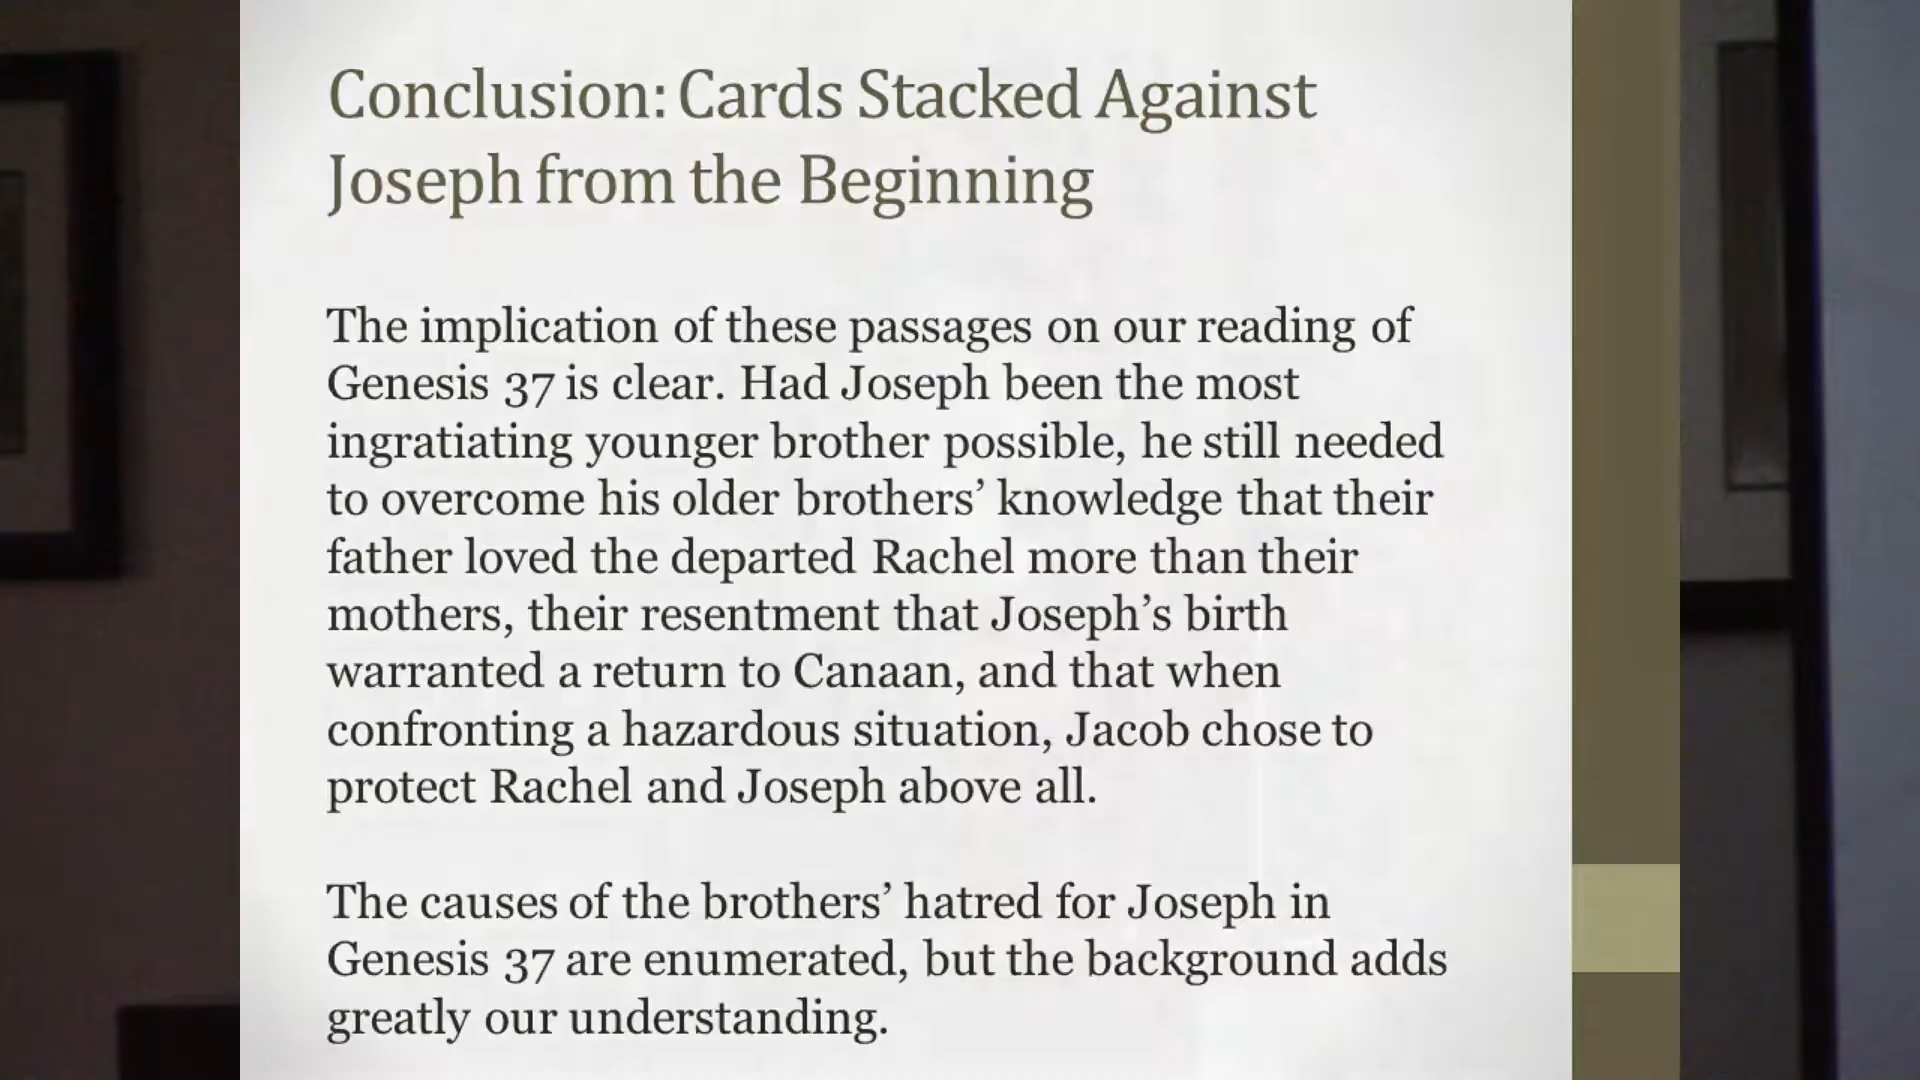 Conclusion: Cards Stacked Against
Joseph from the Beginning
The implication of these passages on our reading of
Genesis 37 is clear. Had Joseph been the most
ingratiating younger brother possible, he still needed
to overcome his older brothers’ knowledge that their
father loved the departed Rachel more than their
mothers, their resentment that Joseph’s birth
warranted a return to Canaan, and that when
confronting a hazardous situation, Jacob chose to
protect Rachel and Joseph above all.
The causes of the brothers’ hatred for Joseph in
Genesis 37 are enumerated, but the background adds
greatly our understanding.